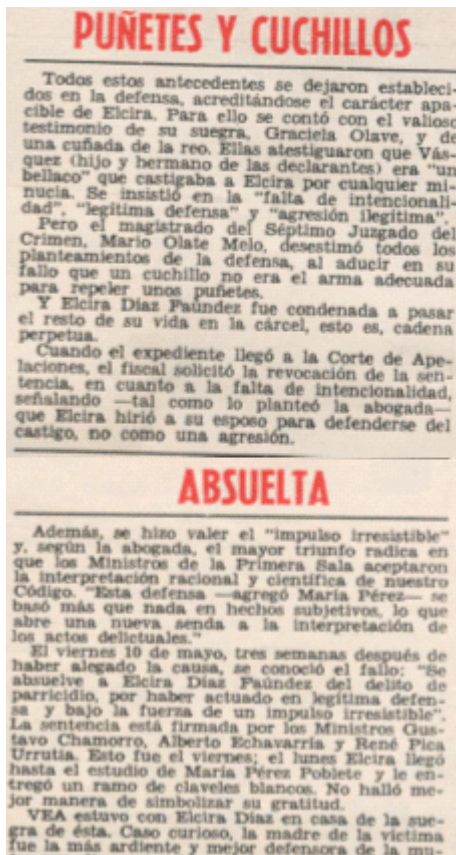 PUÑETES Y CUCHILLOS
Todos estos antecedentes se dejaron estableci-
dos en la defensa, acreditándose el carácter apa-
cible de Elcira. Para ello se contó con el valioso
testimonio de su suegra, Graciela Olave, y de
una cuñada de la reo. Ellas atestiguaron que Vás-
quez (hijo y hermano de las declarantes) era "un
bellaco" que castigaba a Elcira por cualquier mi-
nucia. Se insistió en la "falta de intencionali-
dad", "legítima defensa" y "agresión ilegítima".
Pero el magistrado del Séptimo Juzgado del
Crimen, Mario Olate Melo, desestimó todos los
planteamientos de la defensa, al aducir en su
fallo que un cuchillo no era el arma adecuada
para repeler unos puñetes.
Y Elcira Díaz Paúndez fue condenada a pasar
el resto de su vida en la cárcel, esto es, cadena
perpetua.
Cuando el expediente llegó a la Corte de Ape-
laciones, el fiscal solicitó la revocación de la sen-
tencia, en cuanto a la falta de intencionalidad,
señalando —tal como lo planteó la abogada—
que Elcira hirió a su esposo para defenderse del
castigo, no como una agresión.
ABSUELTA
Además, se hizo valer el "impulso irresistible"
y, según la abogada, el mayor triunfo radica en
que los Ministros de la Primera Sala aceptaron
la interpretación racional y científica de nuestro
Código. "Esta defensa —agregó María Pérez— se
basó más que nada en hechos subjetivos, lo que
abre una nueva senda a la interpretación de
los actos delictuales."
El viernes 10 de mayo, tres semanas después de
haber alegado la causa, se conoció el fallo: "Se
absuelve a Elcira Díaz Paúndez del delito de
parricidio, por haber actuado en legítima defen-
sa y bajo la fuerza de un impulso irresistible".
La sentencia está firmada por los Ministros Gus-
tavo Chamorro, Alberto Echavarría y René Pica
Urrutia. Esto fue el viernes; el lunes Elcira llegó
hasta el estudio de María Pérez Poblete y le en-
tregó un ramo de claveles blancos. No halló me-
jor manera de simbolizar su gratitud.
VEA estuvo con Elcira Díaz en casa de la sue-
gra de ésta. Caso curioso, la madre de la víctima
fue la más ardiente y mejor defensora de la mu-